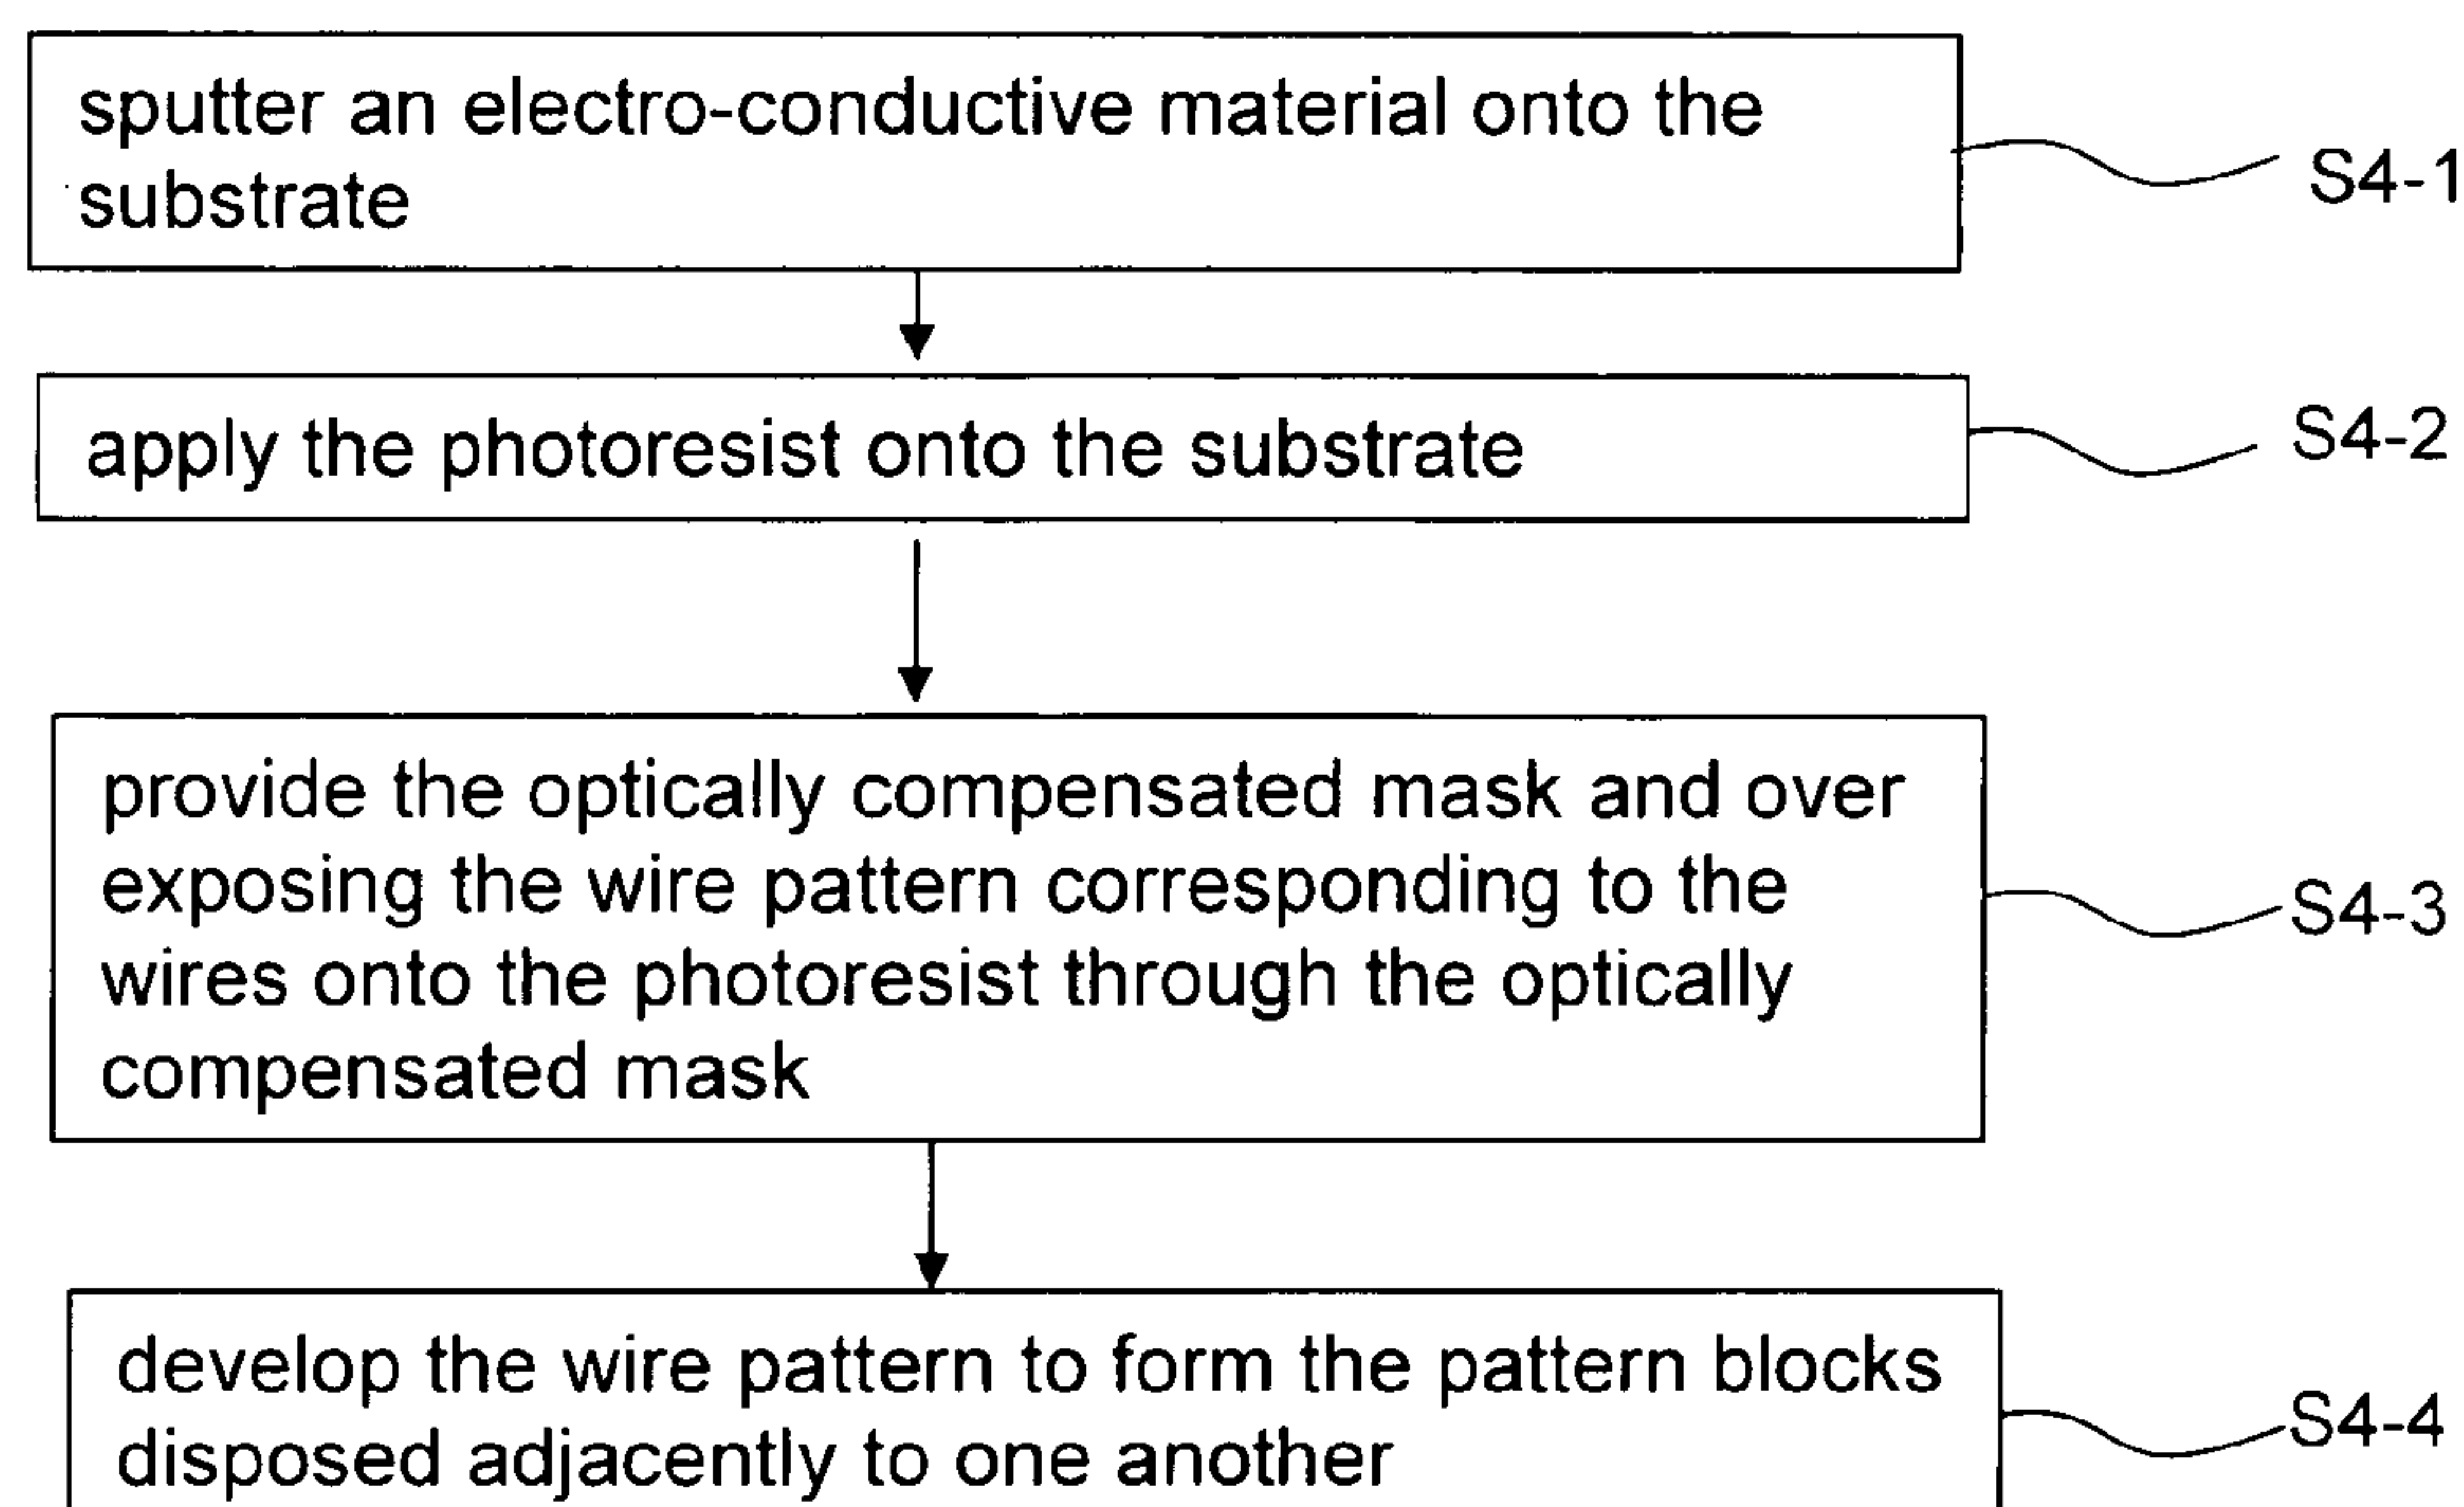 sputter an electro-conductive material onto the
substrate
S4-1
apply the photoresist onto the substrate
S4-2
provide the optically compensated mask and over
exposing the wire pattern corresponding to the
wires onto the photoresist through the optically
compensated mask
S4-3
develop the wire pattern to form the pattern blocks
disposed adjacently to one another
S4-4